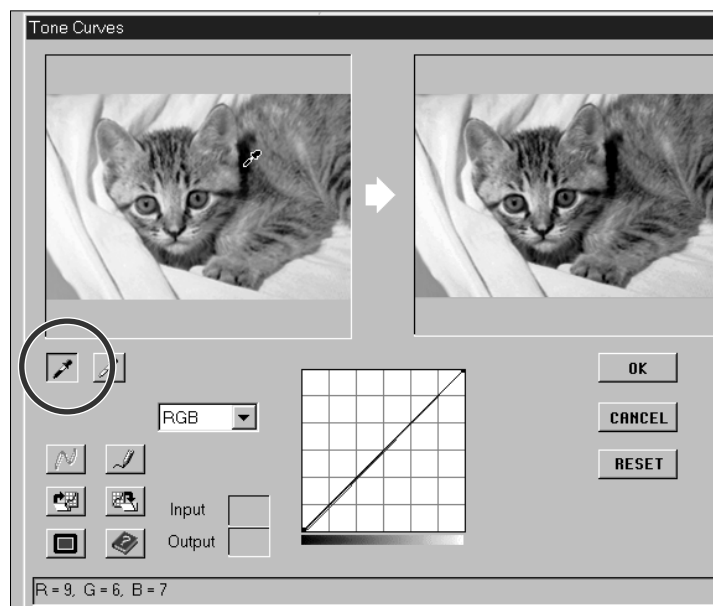 Tone Curves
OK
RGB
CANCEL
RESET
Input
Output
R = 9, G = 6, B = 7